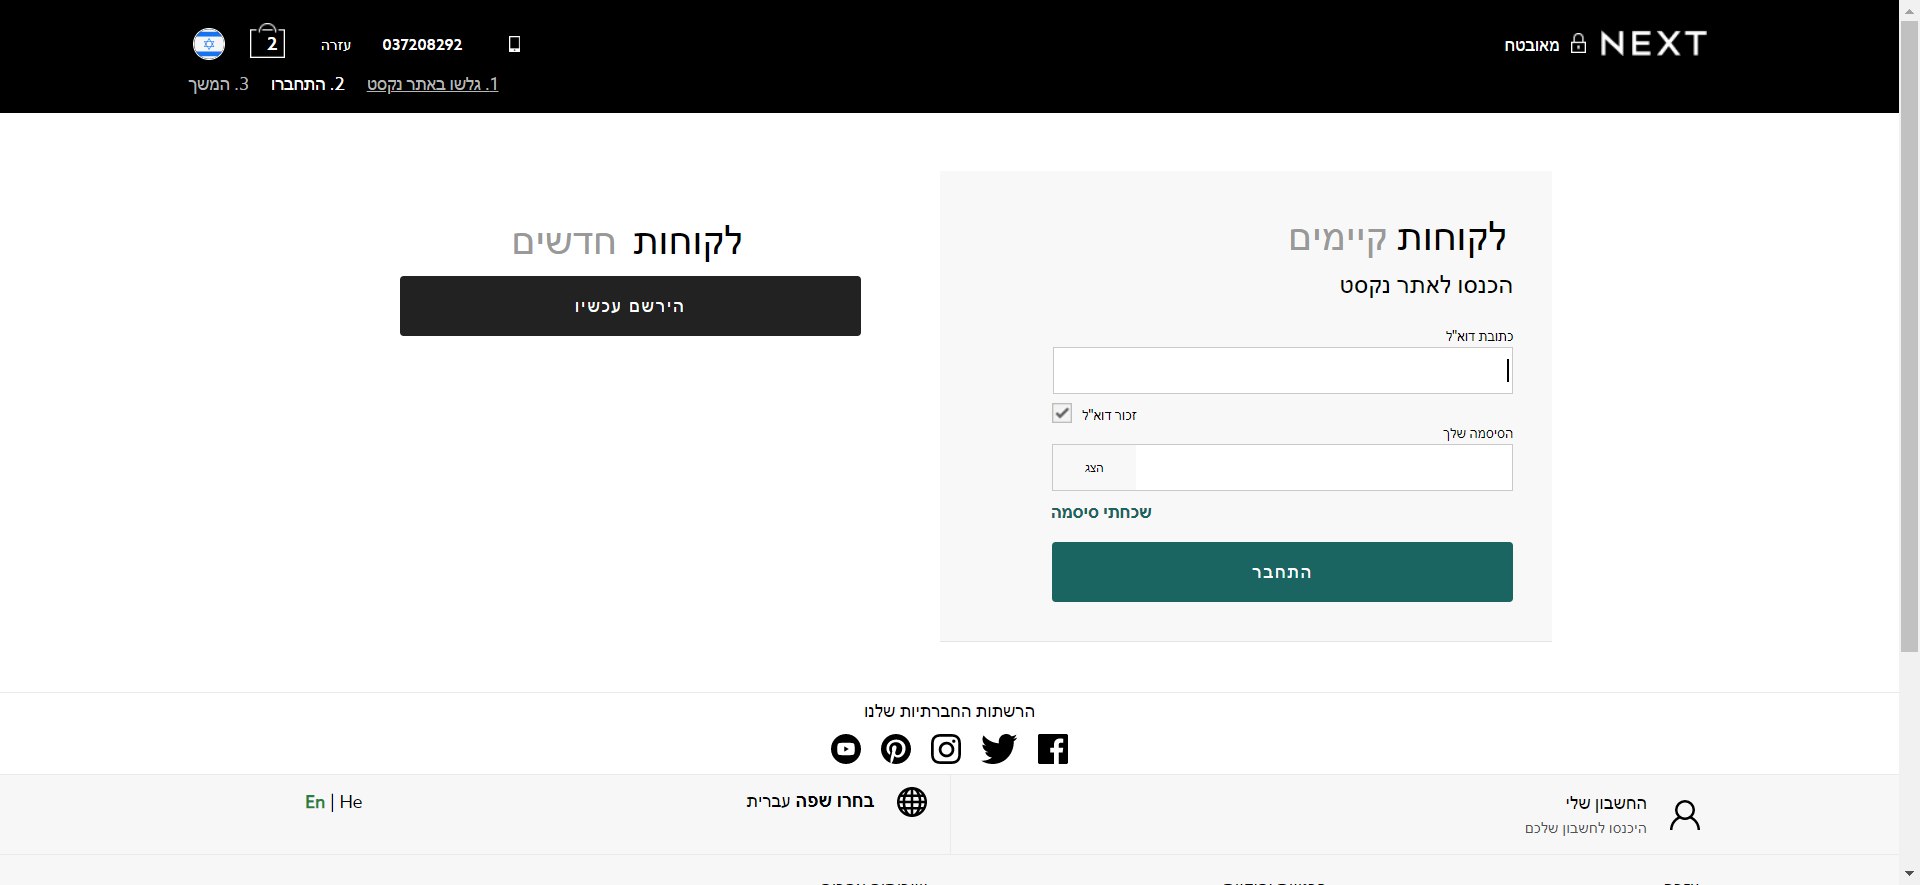 NEXT
מאובטח
037208292
עזרה
2
1. גלשו באתר נקסט
2. התחברו
3. המשך
לקוחות קיימים
הכנסו לאתר נקסט
כתובת דוא"ל
זכור דוא"ל
הסיסמה שלך
הצג
שכחתי סיסמה
התחבר
לקוחות חדשים
הירשם עכשיו
הרשתות החברתיות שלנו
החשבון שלי
היכנסו לחשבון שלכם
בחרו שפה עברית
En | He